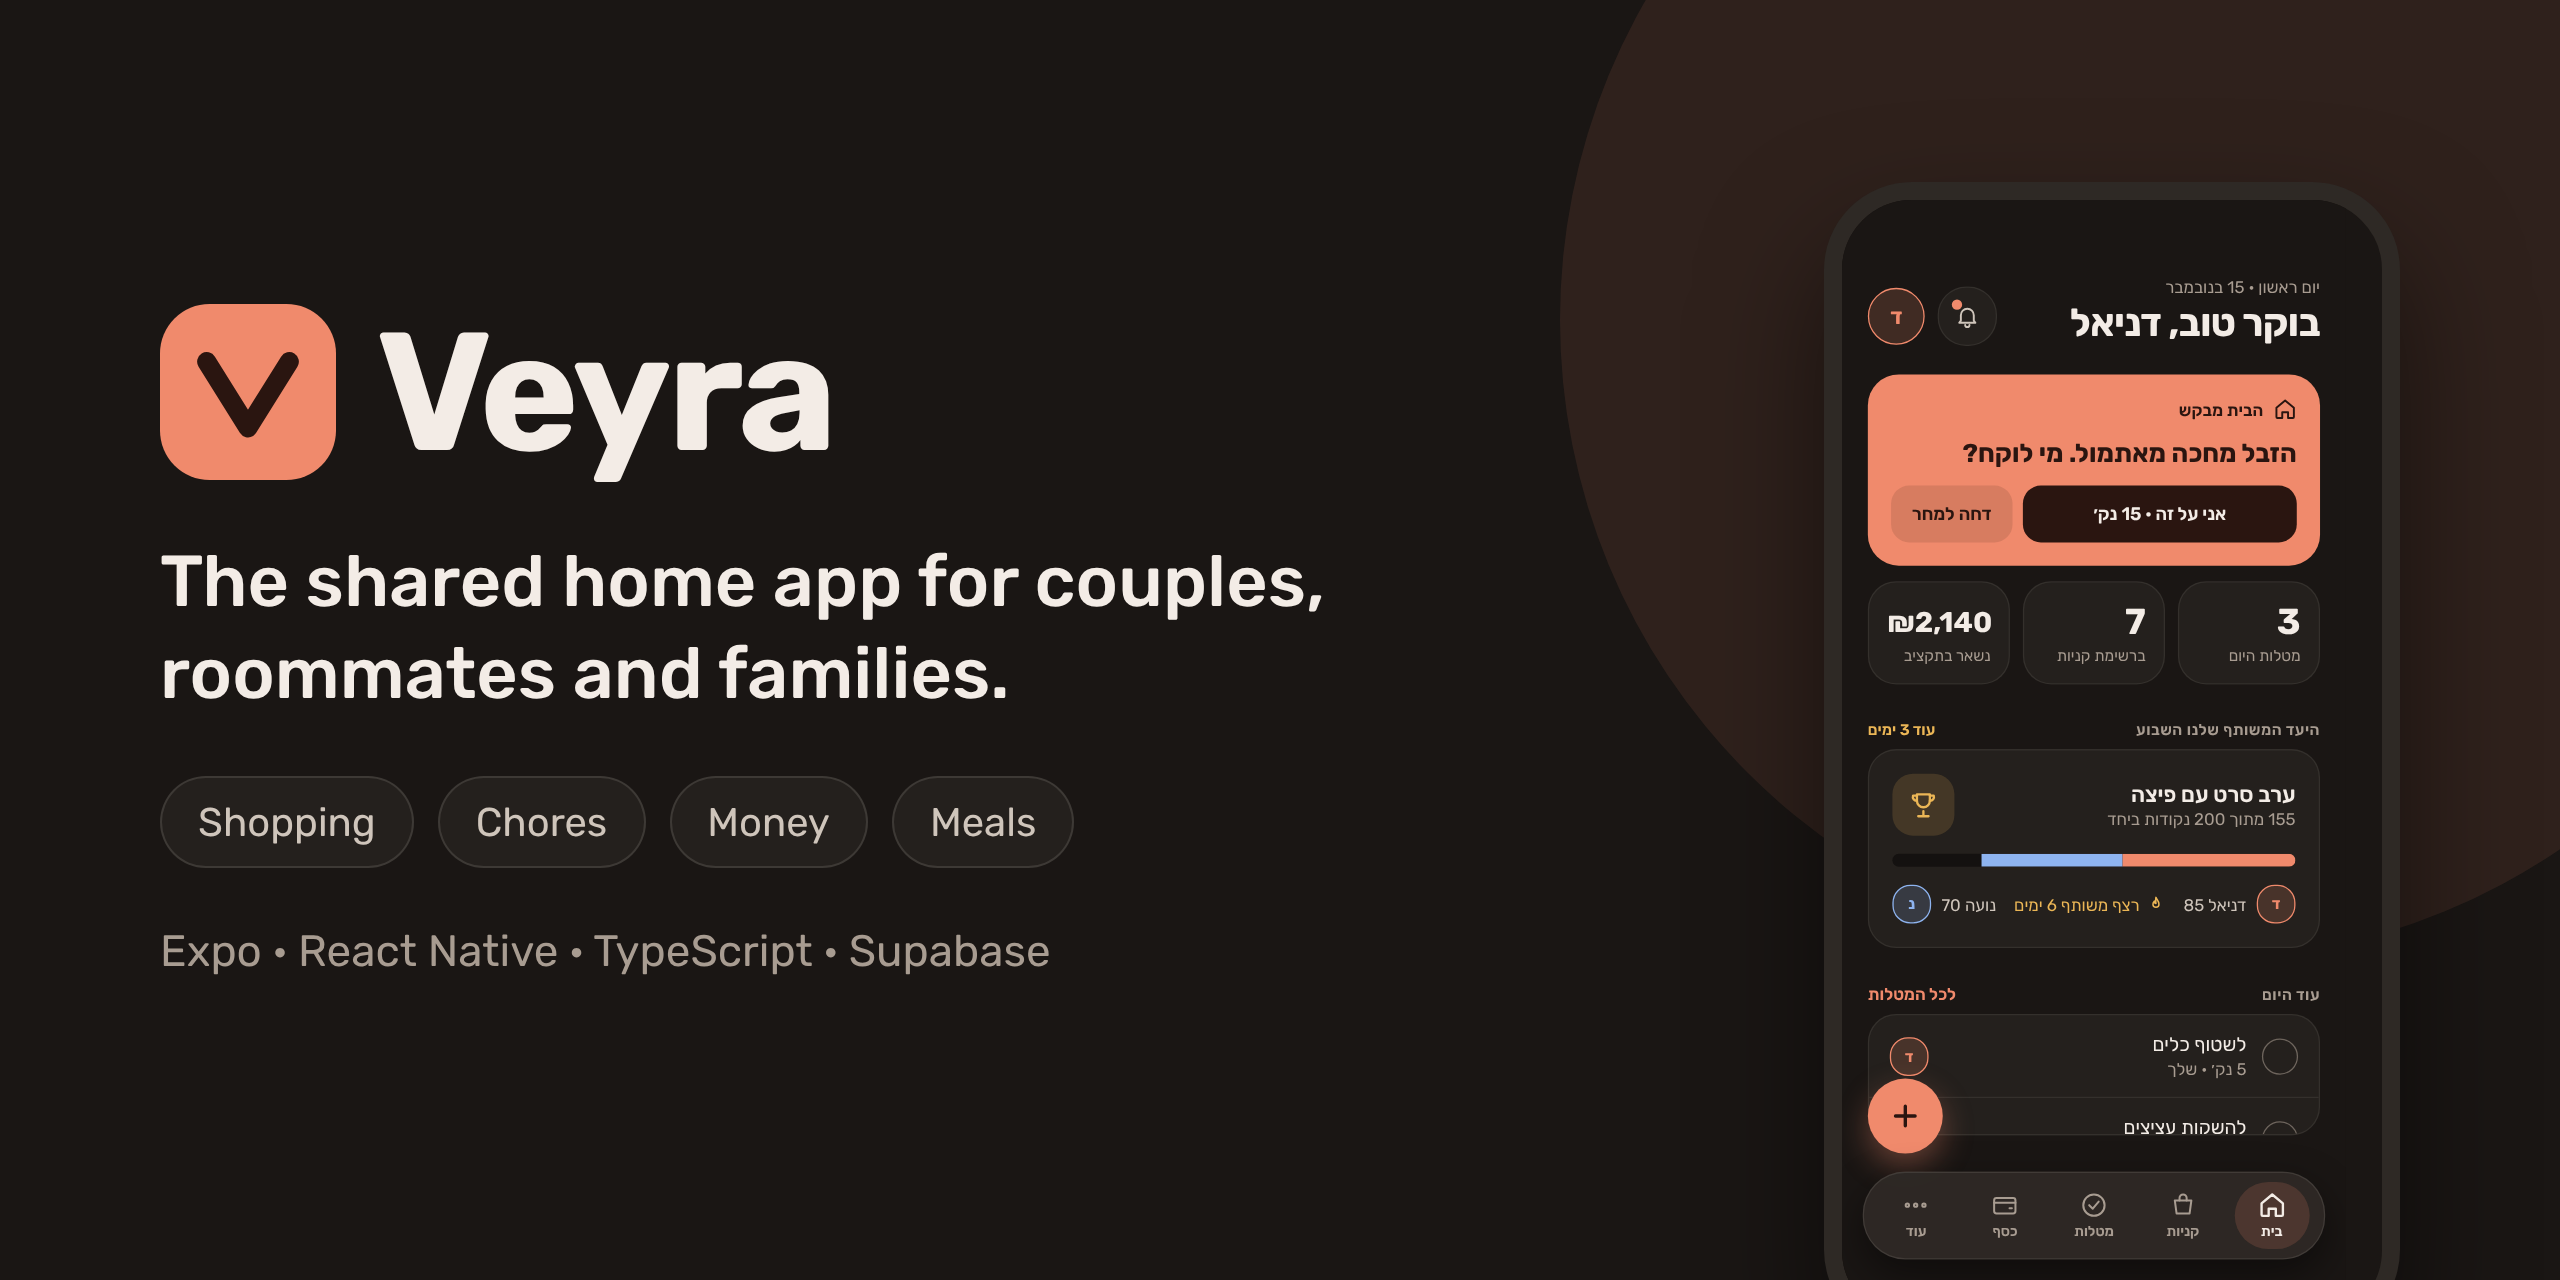 Veyra
The shared home app for couples,
roommates and families.
Shopping
Chores
Money
Meals
Expo • React Native • TypeScript • Supabase
יום ראשון • 15 בנובמבר
בוקר טוב, דניאל
ד
הבית מבקש
הזבל מחכה מאתמול. מי לוקח?
אני על זה • 15 נק׳
דחה למחר
3
מטלות היום
7
ברשימת קניות
₪2,140
נשאר בתקציב
היעד המשותף שלנו השבוע
עוד 3 ימים
ערב סרט עם פיצה
155 מתוך 200 נקודות ביחד
ד
דניאל 85
רצף משותף 6 ימים
נועה 70
נ
עוד היום
לכל המטלות
לשטוף כלים
5 נק׳ • שלך
ד
להשקות עציצים
בית
קניות
מטלות
כסף
עוד